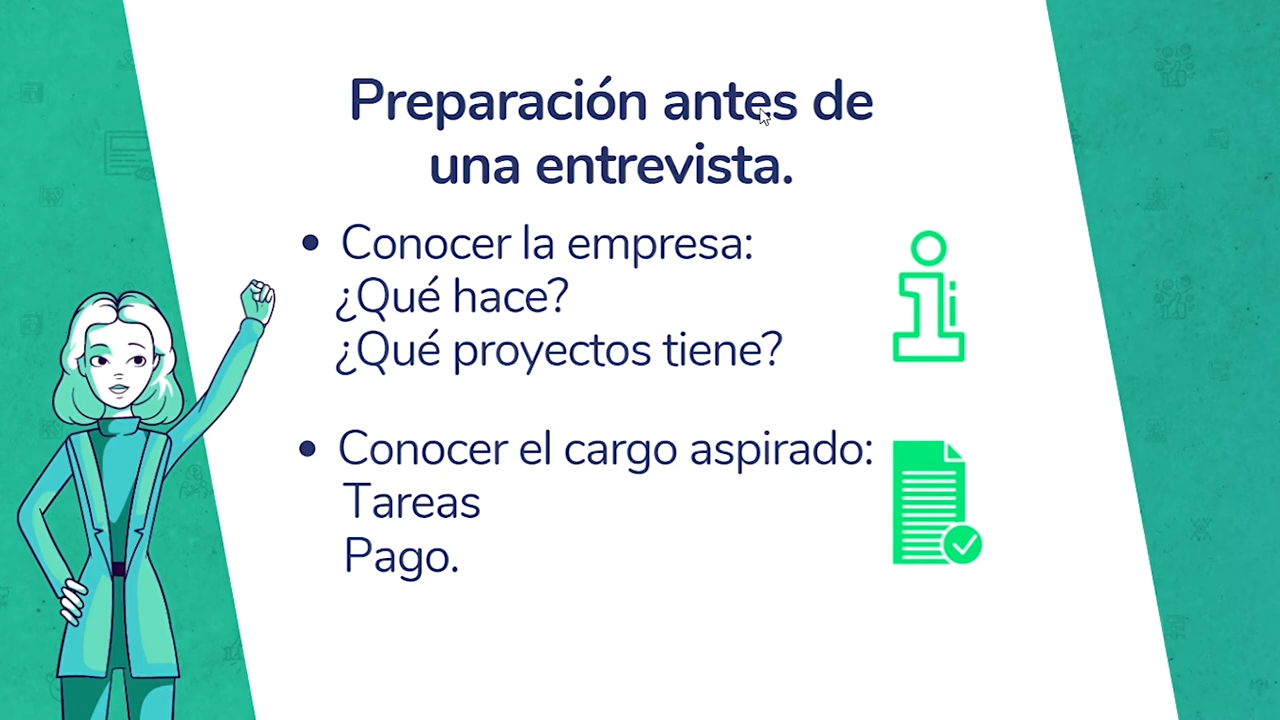 Preparación antes de
una entrevista.
• Conocer la empresa:
¿Qué hace?
¿Qué proyectos tiene?
• Conocer el cargo aspirado:
Tareas
Pago.